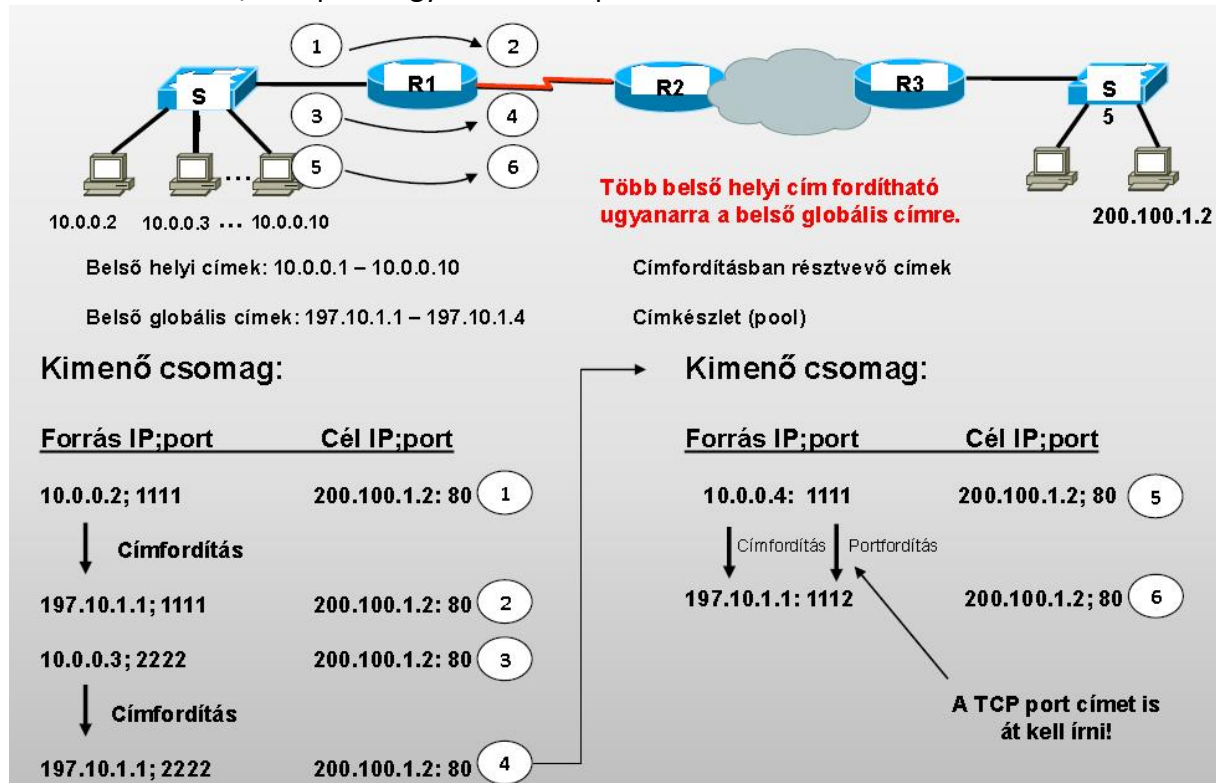 1
2
S
R1
R2
R3
S
5
3
4
5
6
...
10.0.0.2 10.0.0.3 ... 10.0.0.10
Több belső helyi cím fordítható
ugyanarra a belső globális címre.
200.100.1.2
Belső helyi címek: 10.0.0.1 – 10.0.0.10
Címfordításban résztvevő címek
Belső globális címek: 197.10.1.1 – 197.10.1.4
Címkészlet (pool)
Kimenő csomag:
Forrás IP;port Cél IP;port
10.0.0.2; 1111 200.100.1.2: 80 1
Címfordítás
197.10.1.1; 1111 200.100.1.2: 80 2
10.0.0.3; 2222 200.100.1.2: 80 3
Címfordítás
197.10.1.1; 2222 200.100.1.2: 80 4
Kimenő csomag:
Forrás IP;port Cél IP;port
10.0.0.4: 1111 200.100.1.2; 80 5
Címfordítás Portfordítás
197.10.1.1: 1112 200.100.1.2; 80 6
A TCP port címet is
át kell írni!